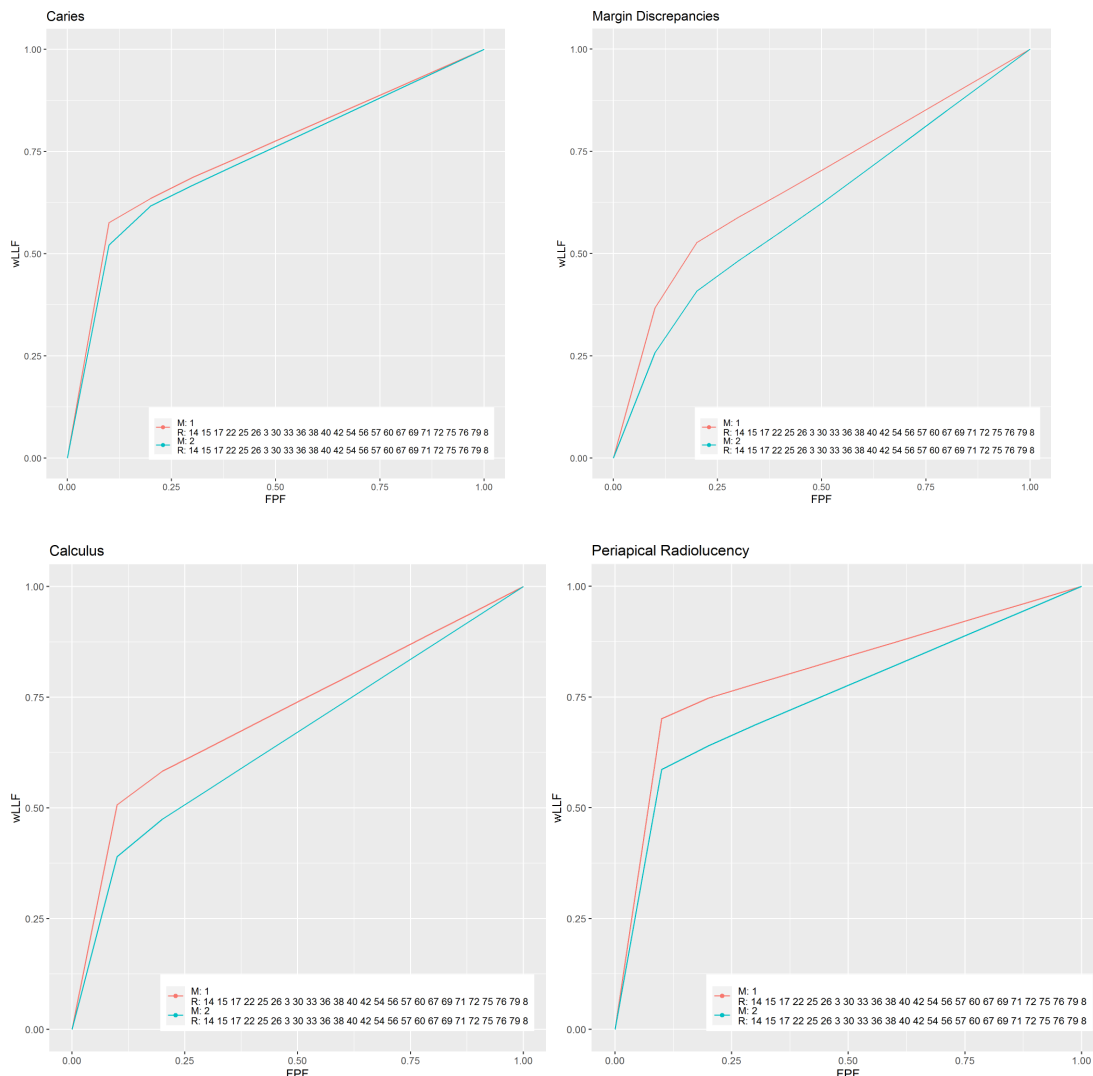 Caries
1.00
0.75
0.50
0.25
0.00
wLLF
M: 1
R: 14 15 17 22 25 26 3 30 33 36 38 40 42 54 56 57 60 67 69 71 72 75 76 79 8
M: 2
R: 14 15 17 22 25 26 3 30 33 36 38 40 42 54 56 57 60 67 69 71 72 75 76 79 8
0.00 0.25 0.50 0.75 1.00
FPF
Margin Discrepancies
1.00
0.75
0.50
0.25
0.00
wLLF
M: 1
R: 14 15 17 22 25 26 3 30 33 36 38 40 42 54 56 57 60 67 69 71 72 75 76 79 8
M: 2
R: 14 15 17 22 25 26 3 30 33 36 38 40 42 54 56 57 60 67 69 71 72 75 76 79 8
0.00 0.25 0.50 0.75 1.00
FPF
Calculus
1.00
0.75
0.50
0.25
0.00
wLLF
M: 1
R: 14 15 17 22 25 26 3 30 33 36 38 40 42 54 56 57 60 67 69 71 72 75 76 79 8
M: 2
R: 14 15 17 22 25 26 3 30 33 36 38 40 42 54 56 57 60 67 69 71 72 75 76 79 8
0.00 0.25 0.50 0.75 1.00
FPF
Periapical Radiolucency
1.00
0.75
0.50
0.25
0.00
wLLF
M: 1
R: 14 15 17 22 25 26 3 30 33 36 38 40 42 54 56 57 60 67 69 71 72 75 76 79 8
M: 2
R: 14 15 17 22 25 26 3 30 33 36 38 40 42 54 56 57 60 67 69 71 72 75 76 79 8
0.00 0.25 0.50 0.75 1.00
FPF